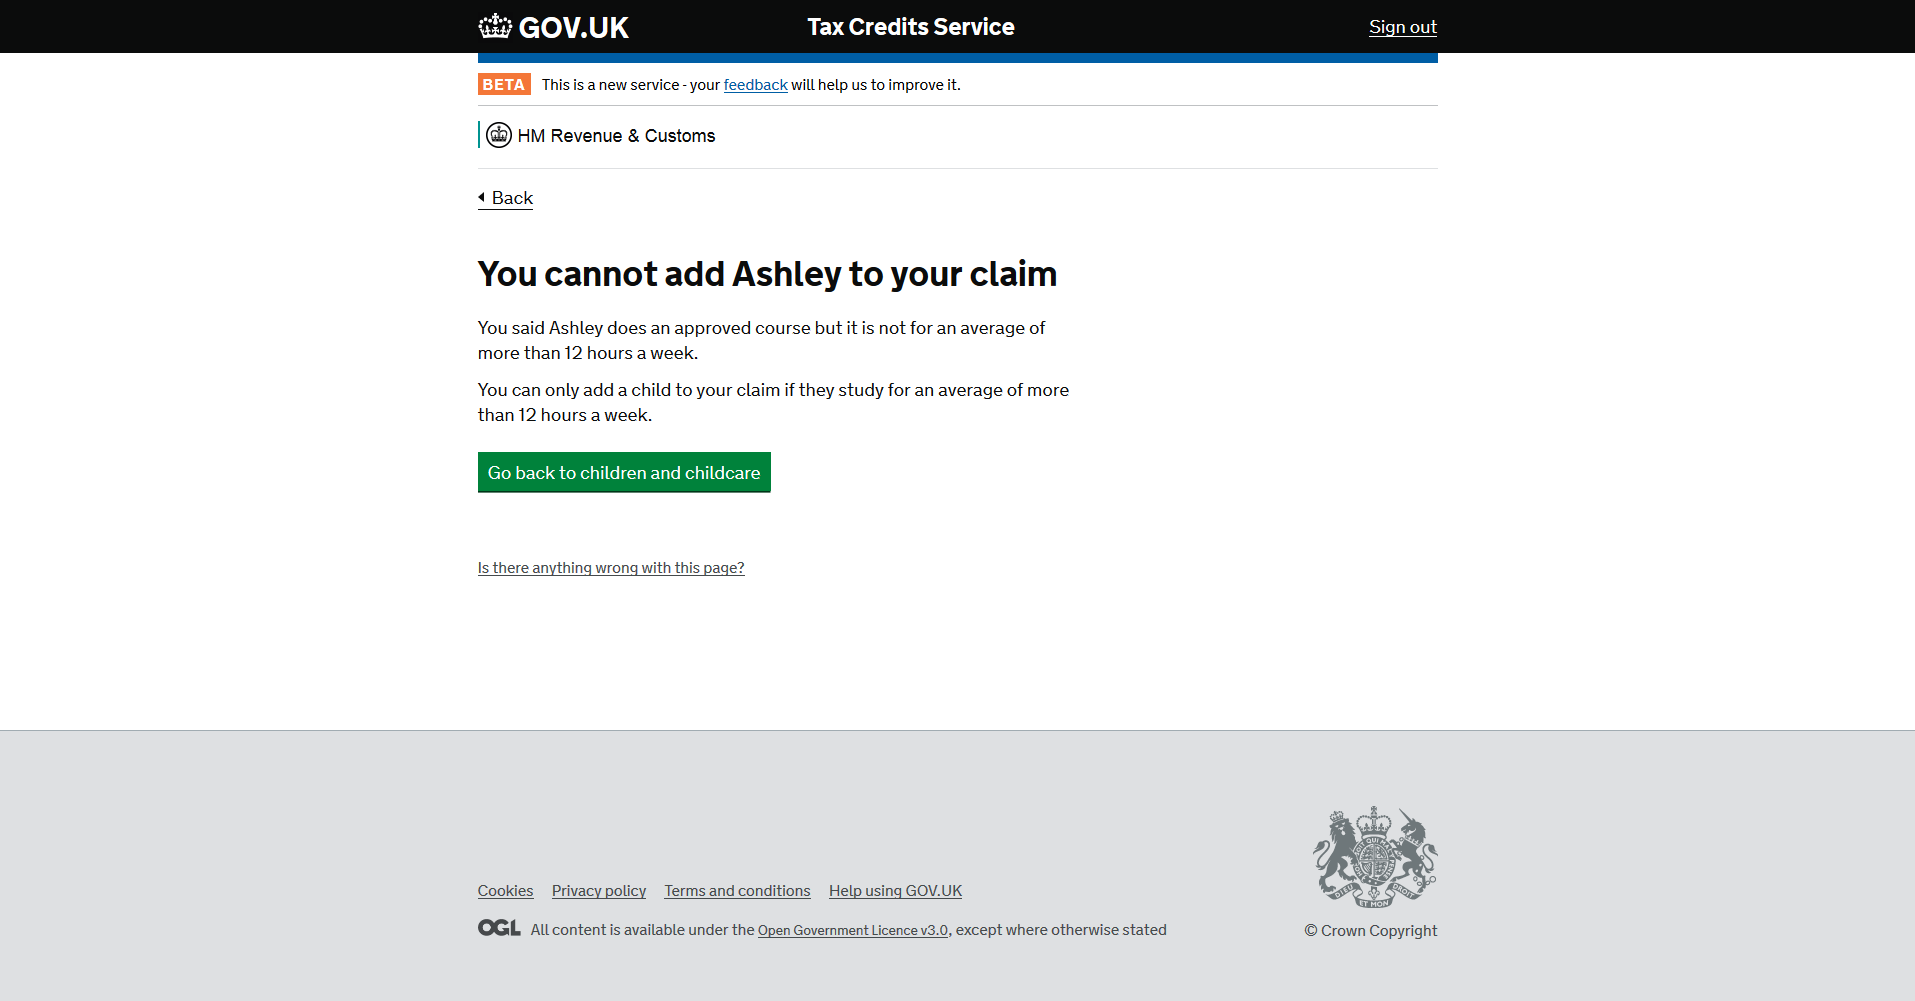 GOV.UK
Tax Credits Service
Sign out
BETA This is a new service - your feedback will help us to improve it.
HM Revenue & Customs
Back
You cannot add Ashley to your claim
You said Ashley does an approved course but it is not for an average of
more than 12 hours a week.
You can only add a child to your claim if they study for an average of more
than 12 hours a week.
Go back to children and childcare
Is there anything wrong with this page?
Cookies Privacy policy Terms and conditions Help using GOV.UK
OGL All content is available under the Open Government Licence v3.0, except where otherwise stated
DIEU ET MON DROIT
© Crown Copyright